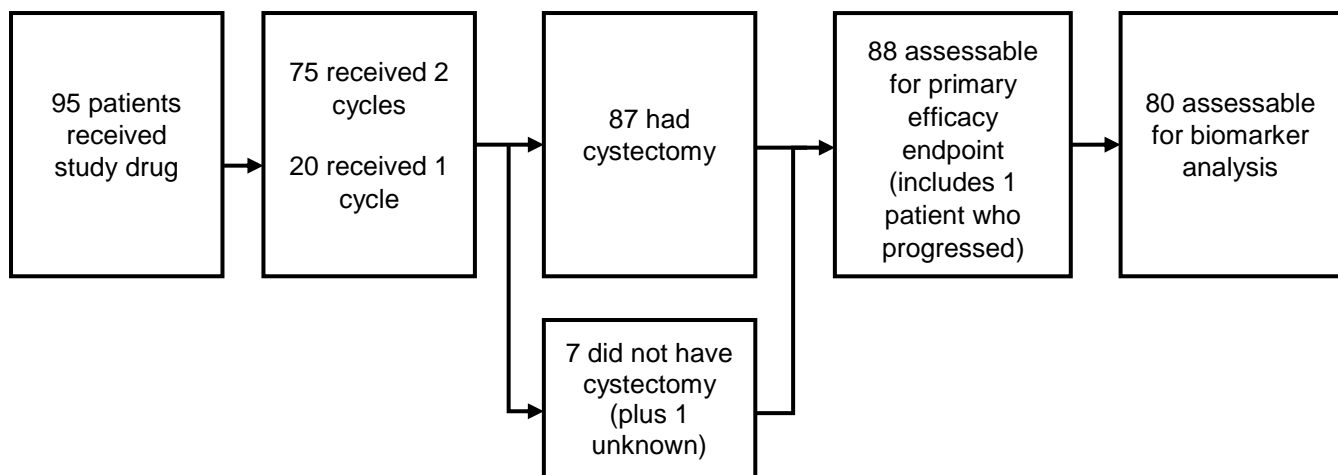 95 patients
received
study drug
75 received 2
cycles
20 received 1
cycle
87 had
cystectomy
7 did not have
cystectomy
(plus 1
unknown)
88 assessable
for primary
efficacy
endpoint
(includes 1
patient who
progressed)
80 assessable
for biomarker
analysis